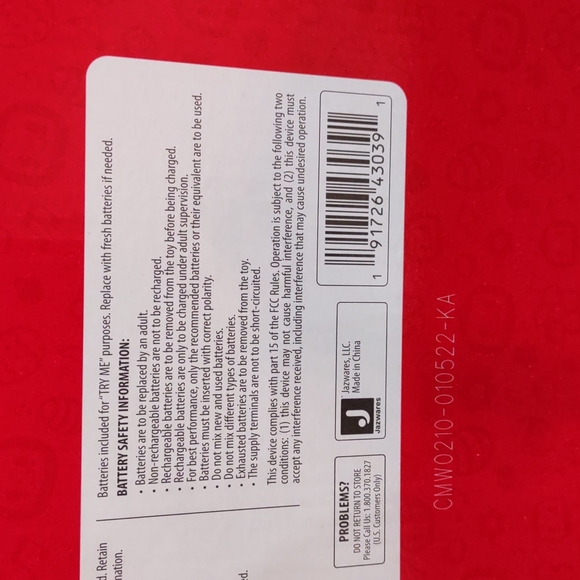 Batteries included for "TRY ME" purposes. Replace with fresh batteries if needed.
BATTERY SAFETY INFORMATION:
• Batteries are to be replaced by an adult.
• Non-rechargeable batteries are not to be recharged.
• Rechargeable batteries are to be removed from the toy before being charged.
• Rechargeable batteries are only to be charged under adult supervision.
• For best performance, only the recommended batteries or their equivalent are to be used.
• Batteries must be inserted with correct polarity.
• Do not mix new and used batteries.
• Do not mix different types of batteries.
• Exhausted batteries are to be removed from the toy.
• The supply terminals are not to be short-circuited.
This device complies with part 15 of the FCC Rules. Operation is subject to the following two
conditions: (1) this device may not cause harmful interference, and (2) this device must
accept any interference received, including interference that may cause undesired operation.
d. Retain
ed.
PROBLEMS?
DO NOT RETURN TO STORE
Please Call Us: 1.800.370.1827
(U.S. Customers Only)
Jazwares
Jazwares, LLC.
Made in China
1 91726 43039 1
CMW0210-010522-KA